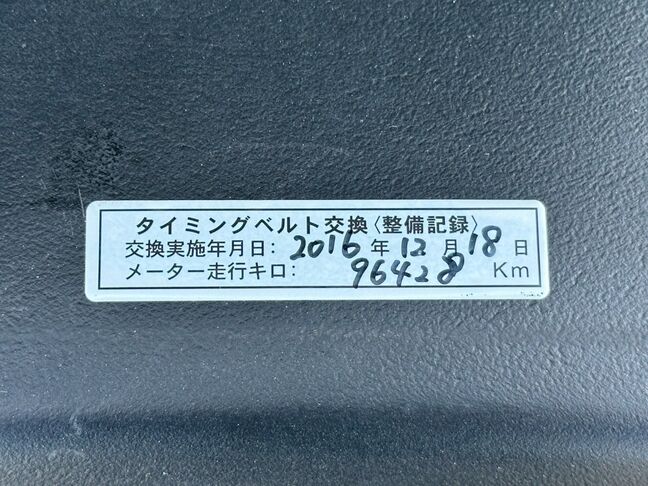 タイミングベルト交換〈整備記録〉
交換実施年月日: 2016 年 12 月 18 日
メーター走行キロ: 96428 Km